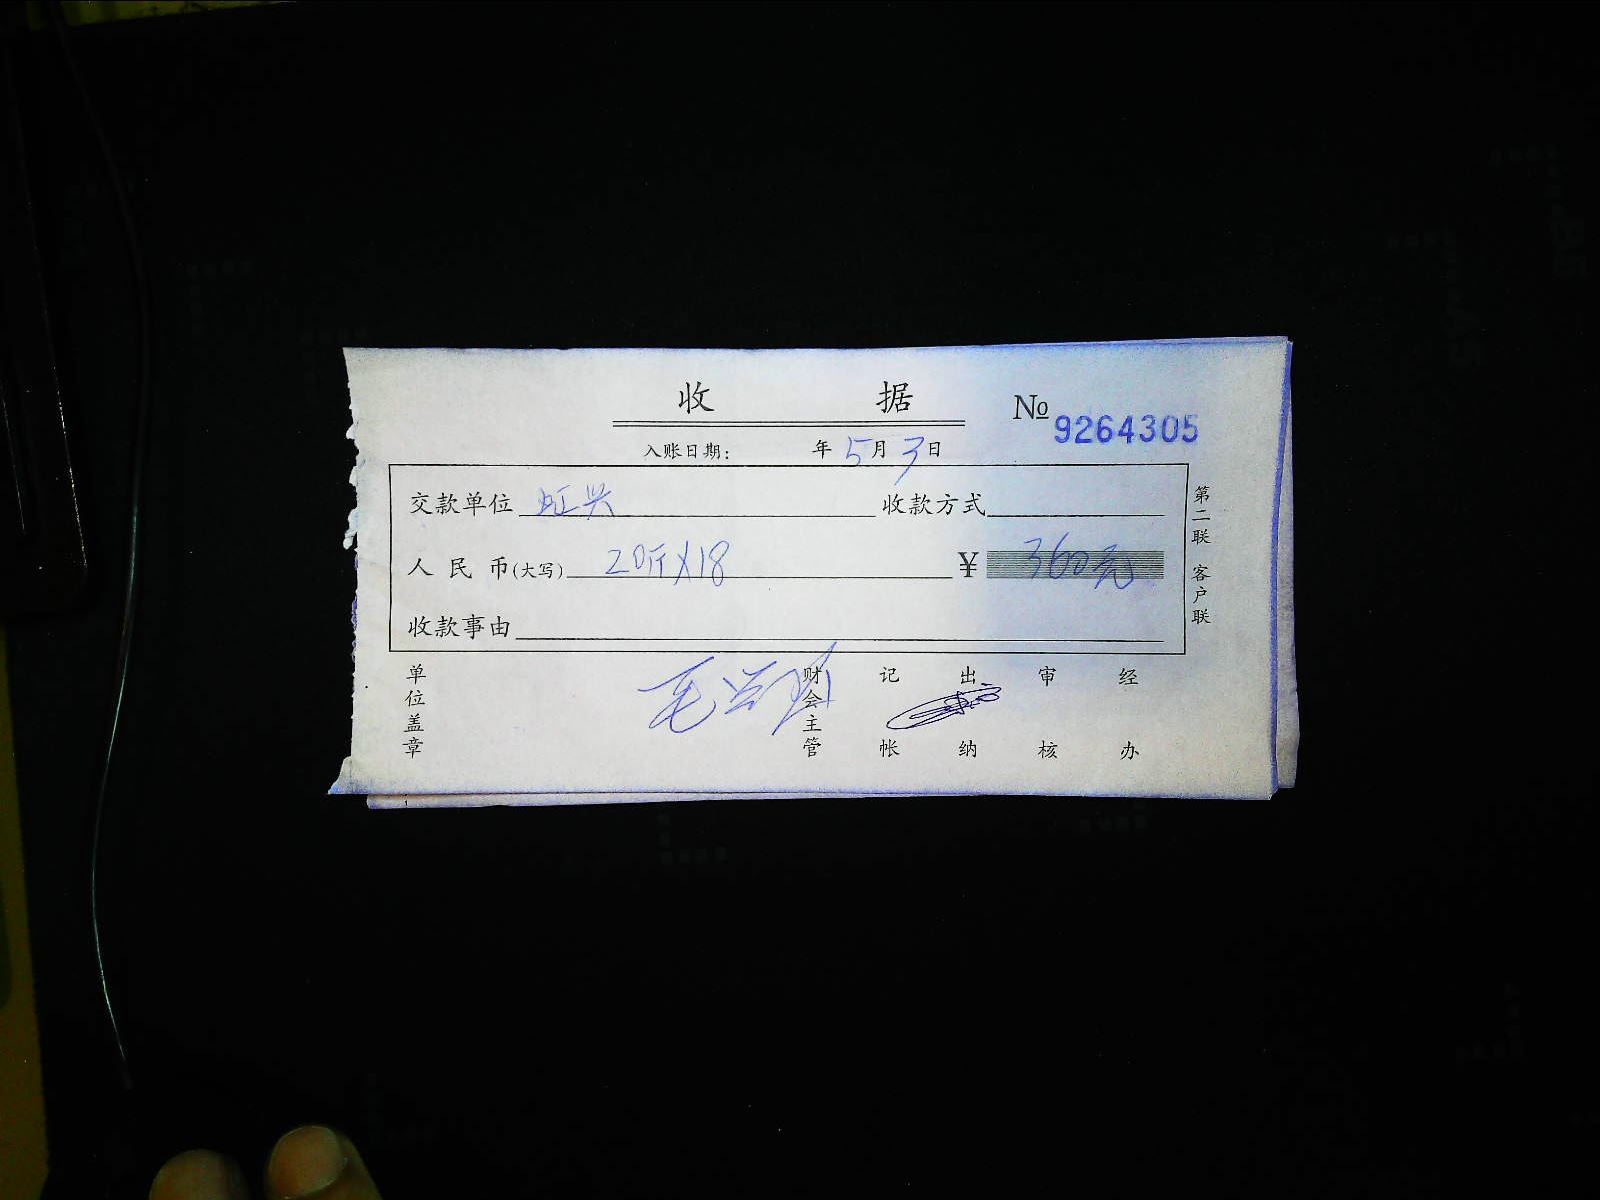 收 据 № 9264305
入账日期： 年 5 月 3 日
交款单位 虹兴 收款方式
人民币(大写) 20斤X18 ¥ 360元
收款事由
第二联 客户联
单位盖章 财会主管 记帐 出纳 审核 经办